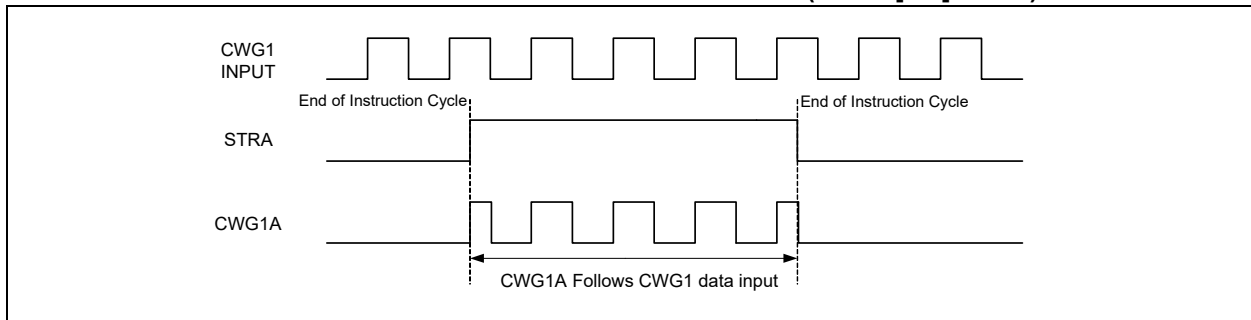 CWG1
INPUT
End of Instruction Cycle
End of Instruction Cycle
STRA
CWG1A
CWG1A Follows CWG1 data input